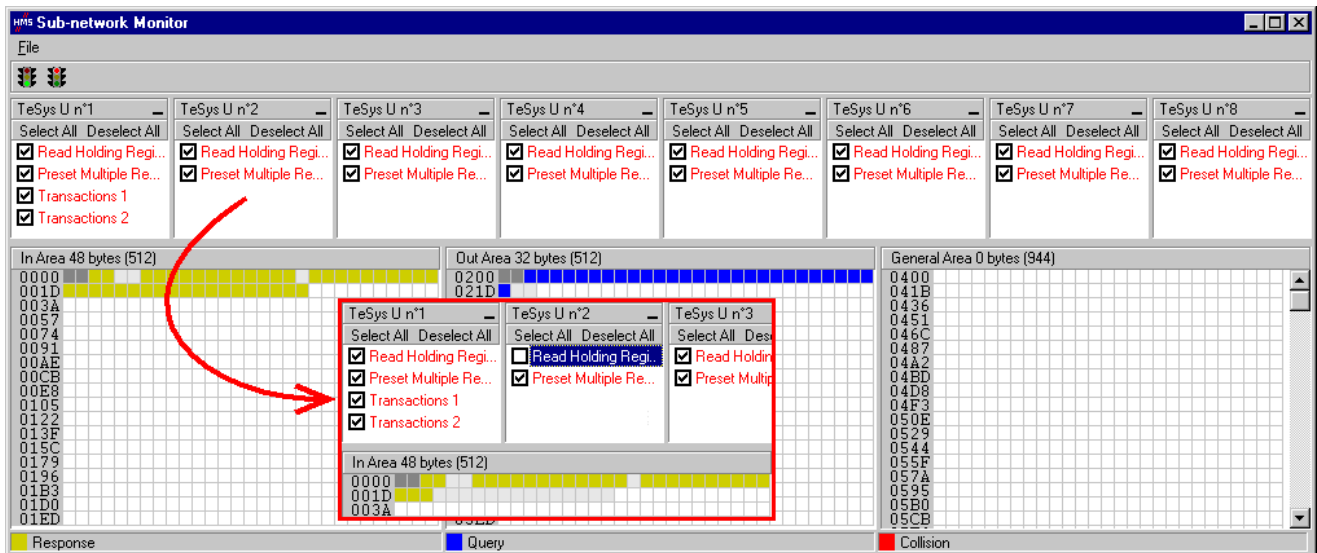 HMS Sub-network Monitor
File
TeSys U n°1 TeSys U n°2 TeSys U n°3 TeSys U n°4 TeSys U n°5 TeSys U n°6 TeSys U n°7 TeSys U n°8
Select All Deselect All Select All Deselect All Select All Deselect All Select All Deselect All Select All Deselect All Select All Deselect All Select All Deselect All Select All Deselect All
Read Holding Regi... Read Holding Regi... Read Holding Regi... Read Holding Regi... Read Holding Regi... Read Holding Regi... Read Holding Regi... Read Holding Regi...
Preset Multiple Re... Preset Multiple Re... Preset Multiple Re... Preset Multiple Re... Preset Multiple Re... Preset Multiple Re... Preset Multiple Re... Preset Multiple Re...
Transactions 1
Transactions 2
In Area 48 bytes (512)
0000
001D
003A
0057
0074
0091
00AE
00CB
00E8
0105
0122
013F
015C
0179
0196
01B3
01D0
01ED
Out Area 32 bytes (512)
0200
021D
TeSys U n°1 TeSys U n°2 TeSys U n°3
Select All Deselect All Select All Deselect All Select All
Read Holding Regi... Read Holding Regi.. Read Holdin
Preset Multiple Re... Preset Multiple Re... Preset Multip
Transactions 1
Transactions 2
In Area 48 bytes (512)
0000
001D
003A
General Area 0 bytes (944)
0400
041B
0436
0451
046C
0487
04A2
04BD
04D8
04F3
050E
0529
0544
055F
057A
0595
05B0
05CB
Response Query Collision